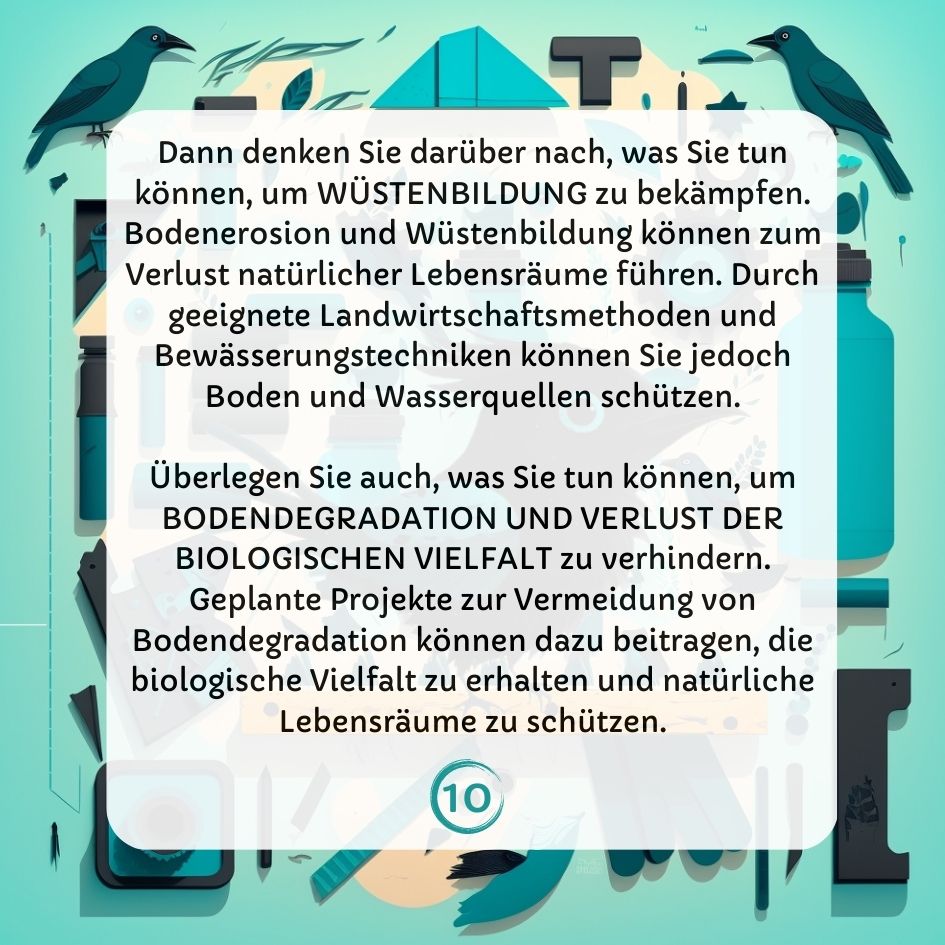 Dann denken Sie darüber nach, was Sie tun
können, um WÜSTENBILDUNG zu bekämpfen.
Bodenerosion und Wüstenbildung können zum
Verlust natürlicher Lebensräume führen. Durch
geeignete Landwirtschaftsmethoden und
Bewässerungstechniken können Sie jedoch
Boden und Wasserquellen schützen.
Überlegen Sie auch, was Sie tun können, um
BODENDEGRADATION UND VERLUST DER
BIOLOGISCHEN VIELFALT zu verhindern.
Geplante Projekte zur Vermeidung von
Bodendegradation können dazu beitragen, die
biologische Vielfalt zu erhalten und natürliche
Lebensräume zu schützen.
10